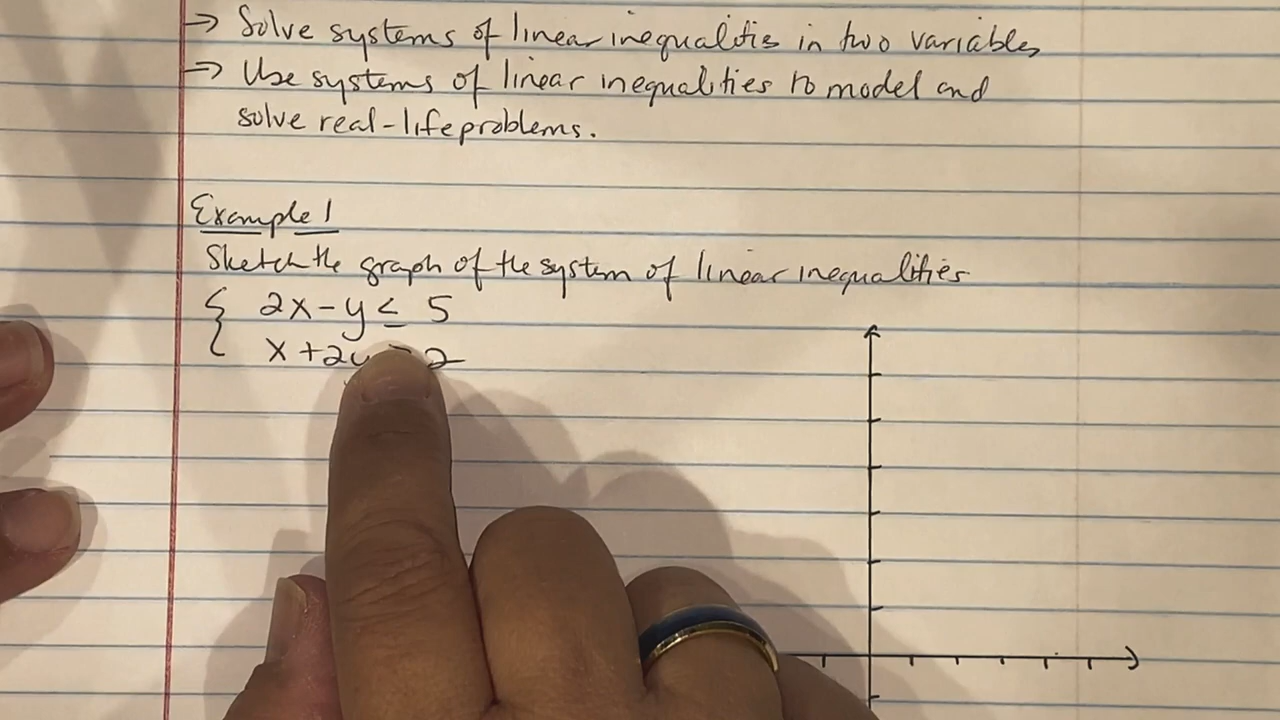 → Solve systems of linear inequalities in two variables
→ Use systems of linear inequalities to model and
solve real-life problems.
Example 1
Sketch the graph of the system of linear inequalities
{ 2x - y ≤ 5
x + 2y 2